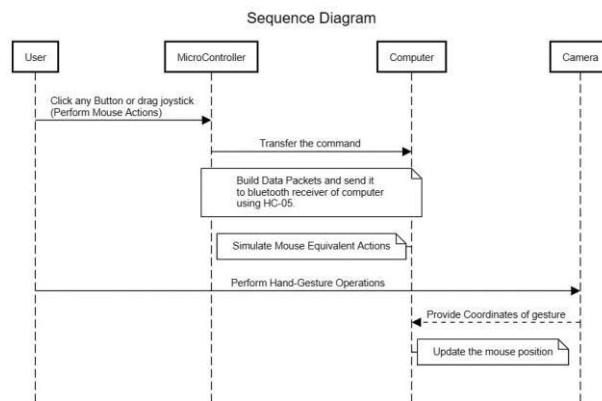 Sequence Diagram
User
MicroController
Computer
Camera
Click any Button or drag joystick
(Perform Mouse Actions)
Transfer the command
Build Data Packets and send it
to bluetooth receiver of computer
using HC-05.
Simulate Mouse Equivalent Actions
Perform Hand-Gesture Operations
Provide Coordinates of gesture
Update the mouse position